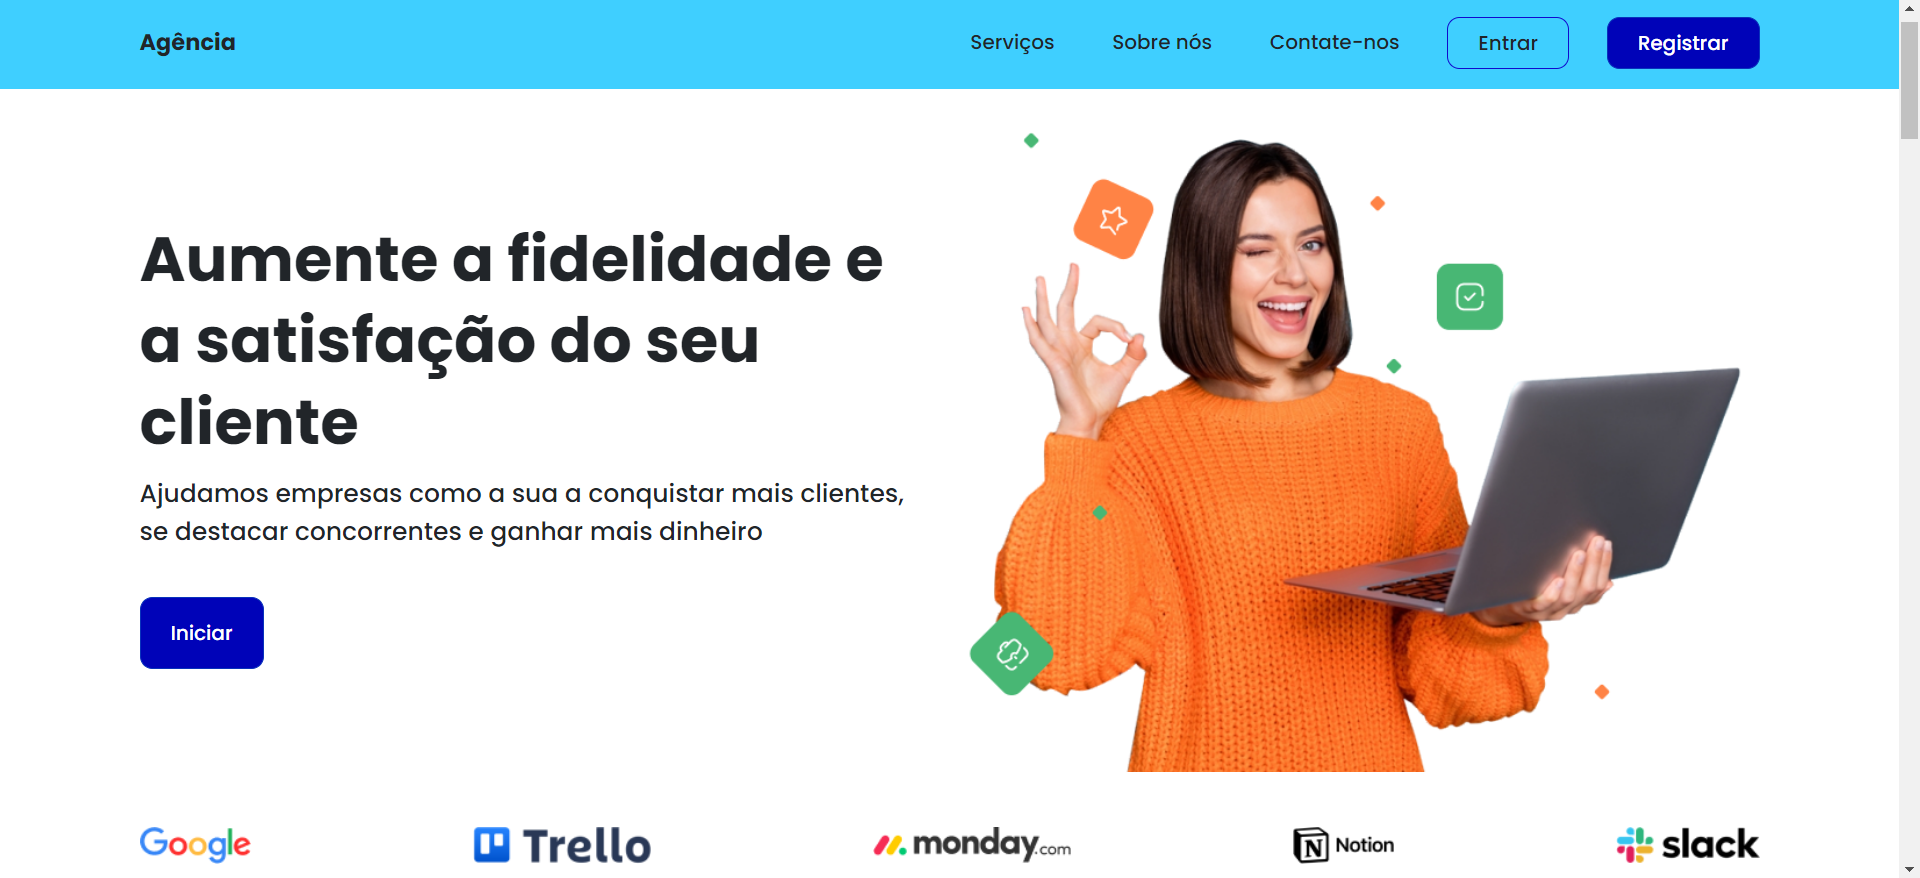 Agência
Serviços
Sobre nós
Contate-nos
Entrar
Registrar
Aumente a fidelidade e
a satisfação do seu
cliente
Ajudamos empresas como a sua a conquistar mais clientes,
se destacar concorrentes e ganhar mais dinheiro
Iniciar
Google
Trello
monday.com
Notion
slack